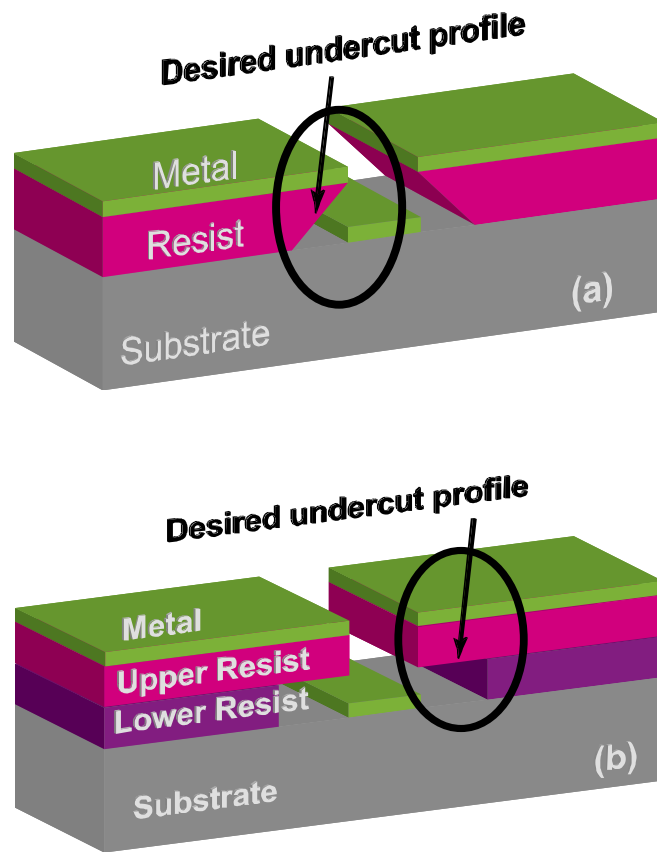 Desired undercut profile
Metal
Resist
(a)
Substrate
Desired undercut profile
Metal
Upper Resist
Lower Resist
(b)
Substrate